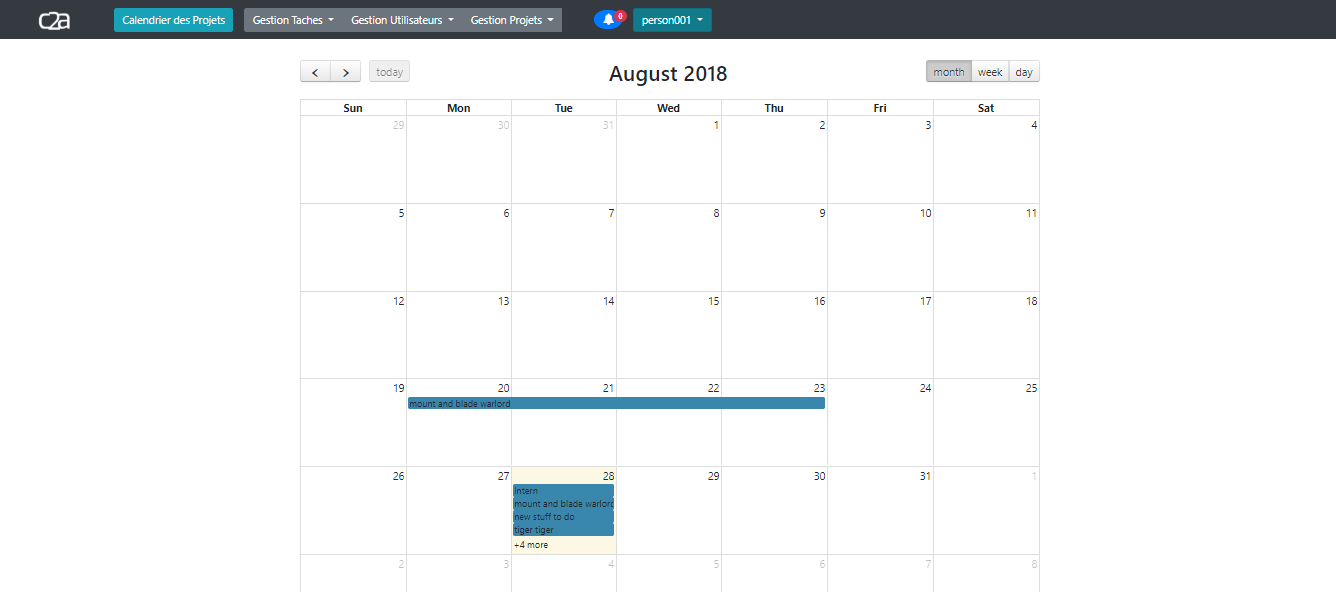 c2a Calendrier des Projets Gestion Taches Gestion Utilisateurs Gestion Projets 0 person001
today August 2018 month week day
Sun Mon Tue Wed Thu Fri Sat
29 30 31 1 2 3 4
5 6 7 8 9 10 11
12 13 14 15 16 17 18
19 20 21 22 23 24 25
mount and blade warlord
26 27 28 29 30 31 1
Intern
mount and blade warlord
new stuff to do
tiger tiger
+4 more
2 3 4 5 6 7 8